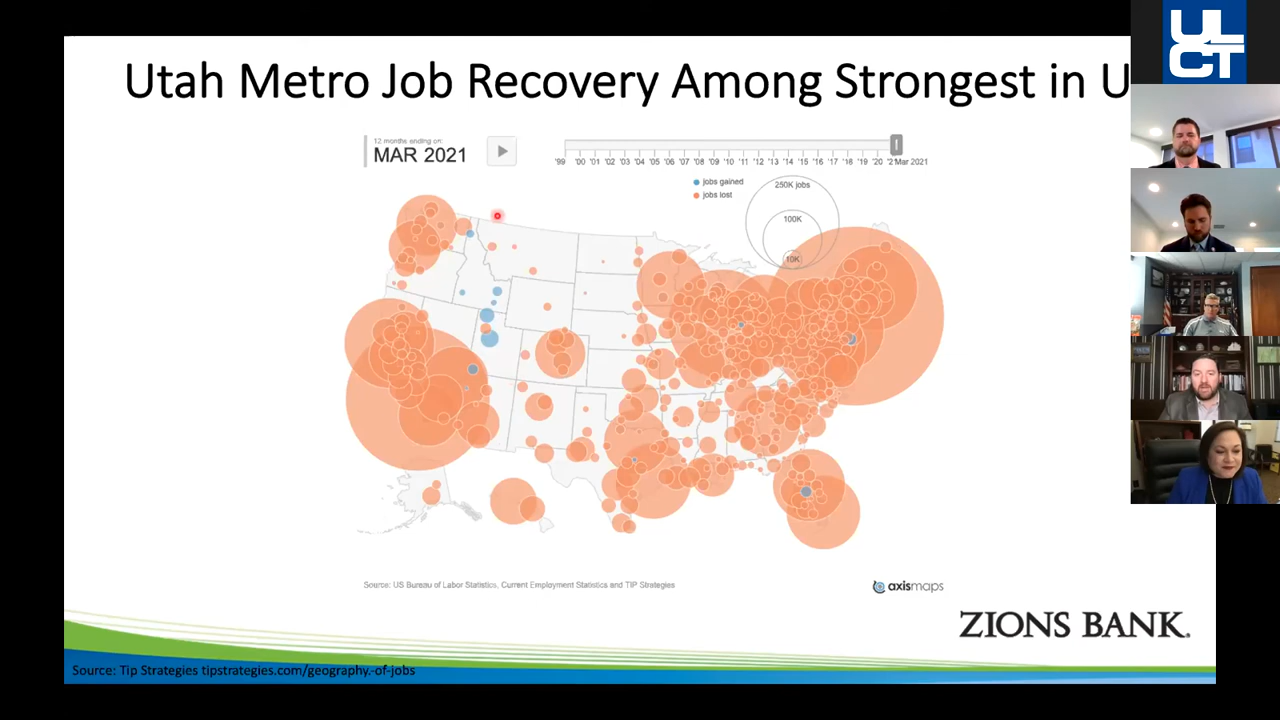 Utah Metro Job Recovery Among Strongest in U
ULCT
12 months ending on:
MAR 2021
'99 '00 '01 '02 '03 '04 '05 '06 '07 '08 '09 '10 '11 '12 '13 '14 '15 '16 '17 '18 '19 '20 '2 Mar 2021
jobs gained
jobs lost
250K jobs
100K
10K
Source: US Bureau of Labor Statistics, Current Employment Statistics and TIP Strategies
axismaps
ZIONS BANK.
Source: Tip Strategies tipstrategies.com/geography.-of-jobs